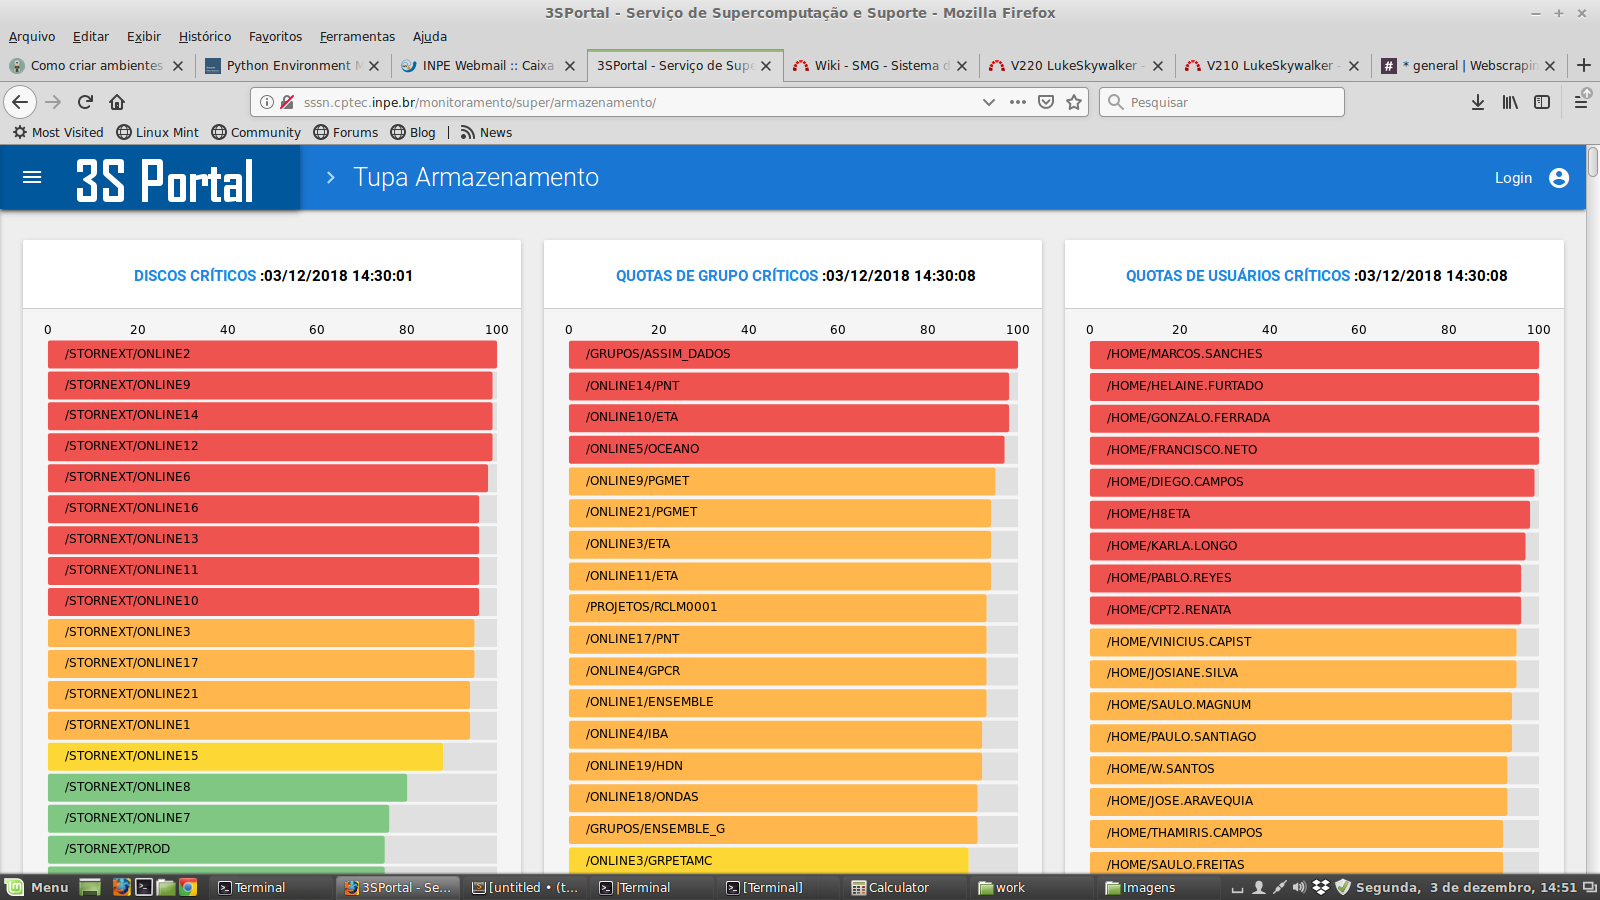 3SPortal - Serviço de Supercomputação e Suporte - Mozilla Firefox
Arquivo Editar Exibir Histórico Favoritos Ferramentas Ajuda
Como criar ambientes
Python Environment
INPE Webmail :: Caixa
3SPortal - Serviço de Supe
Wiki - SMG - Sistema d
V220 LukeSkywalker -
V210 LukeSkywalker -
* general | Webscrapin
sssn.cptec.inpe.br/monitoramento/super/armazenamento/
Pesquisar
Most Visited Linux Mint Community Forums Blog | News
3S Portal
Tupa Armazenamento
Login
DISCOS CRÍTICOS :03/12/2018 14:30:01
0 20 40 60 80 100
/STORNEXT/ONLINE2
/STORNEXT/ONLINE9
/STORNEXT/ONLINE14
/STORNEXT/ONLINE12
/STORNEXT/ONLINE6
/STORNEXT/ONLINE16
/STORNEXT/ONLINE13
/STORNEXT/ONLINE11
/STORNEXT/ONLINE10
/STORNEXT/ONLINE3
/STORNEXT/ONLINE17
/STORNEXT/ONLINE21
/STORNEXT/ONLINE1
/STORNEXT/ONLINE15
/STORNEXT/ONLINE8
/STORNEXT/ONLINE7
/STORNEXT/PROD
QUOTAS DE GRUPO CRÍTICOS :03/12/2018 14:30:08
0 20 40 60 80 100
/GRUPOS/ASSIM_DADOS
/ONLINE14/PNT
/ONLINE10/ETA
/ONLINE5/OCEANO
/ONLINE9/PGMET
/ONLINE21/PGMET
/ONLINE3/ETA
/ONLINE11/ETA
/PROJETOS/RCLM0001
/ONLINE17/PNT
/ONLINE4/GPCR
/ONLINE1/ENSEMBLE
/ONLINE4/IBA
/ONLINE19/HDN
/ONLINE18/ONDAS
/GRUPOS/ENSEMBLE_G
/ONLINE3/GRPETAMC
QUOTAS DE USUÁRIOS CRÍTICOS :03/12/2018 14:30:08
0 20 40 60 80 100
/HOME/MARCOS.SANCHES
/HOME/HELAINE.FURTADO
/HOME/GONZALO.FERRADA
/HOME/FRANCISCO.NETO
/HOME/DIEGO.CAMPOS
/HOME/H8ETA
/HOME/KARLA.LONGO
/HOME/PABLO.REYES
/HOME/CPT2.RENATA
/HOME/VINICIUS.CAPIST
/HOME/JOSIANE.SILVA
/HOME/SAULO.MAGNUM
/HOME/PAULO.SANTIAGO
/HOME/W.SANTOS
/HOME/JOSE.ARAVEQUIA
/HOME/THAMIRIS.CAMPOS
/HOME/SAULO.FREITAS
Menu Terminal 3SPortal - Se... [untitled • (t... |Terminal [Terminal] Calculator work Imagens Segunda, 3 de dezembro, 14:51